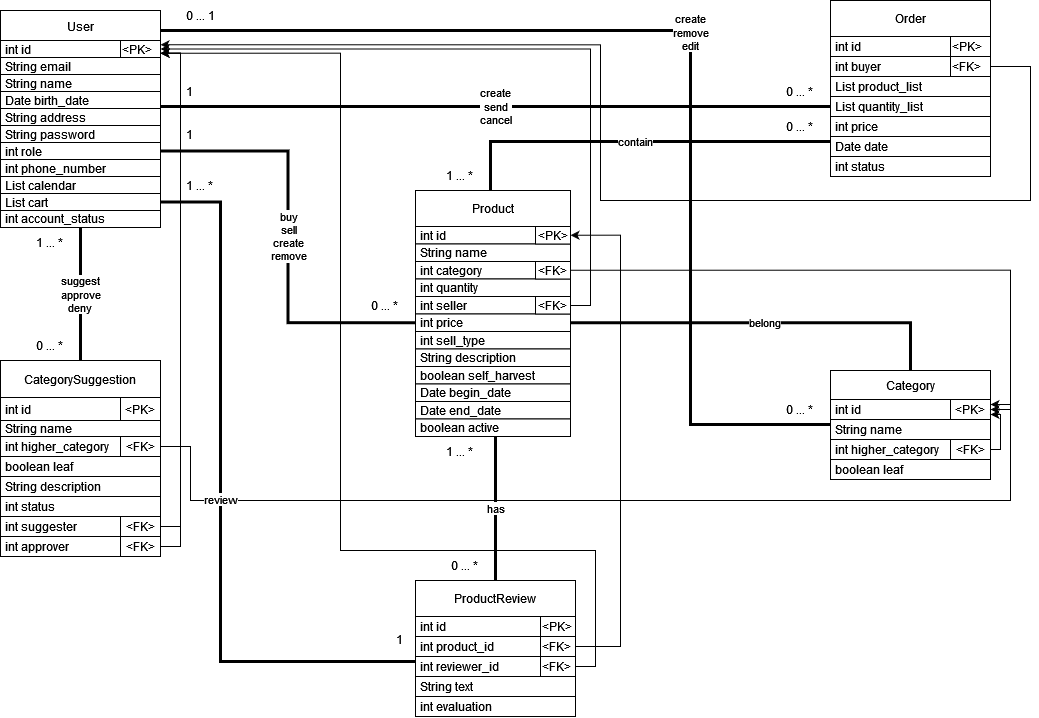 User
int id <PK>
String email
String name
Date birth_date
String address
String password
int role
int phone_number
List calendar
List cart
int account_status
0 ... 1
create
remove
edit
Order
int id <PK>
int buyer <FK>
List product_list
List quantity_list
int price
Date date
int status
1
create
send
cancel
0 ... *
1
0 ... *
contain
1 ... *
1 ... *
buy
sell
create
remove
0 ... *
Product
int id <PK>
String name
int category <FK>
int quantity
int seller <FK>
int price
int sell_type
String description
boolean self_harvest
Date begin_date
Date end_date
boolean active
1 ... *
suggest
approve
deny
0 ... *
belong
CategorySuggestion
int id <PK>
String name
int higher_category <FK>
boolean leaf
String description
int status
int suggester <FK>
int approver <FK>
Category
int id <PK>
String name
int higher_category <FK>
boolean leaf
0 ... *
1 ... *
review
has
0 ... *
ProductReview
int id <PK>
int product_id <FK>
int reviewer_id <FK>
String text
int evaluation
1